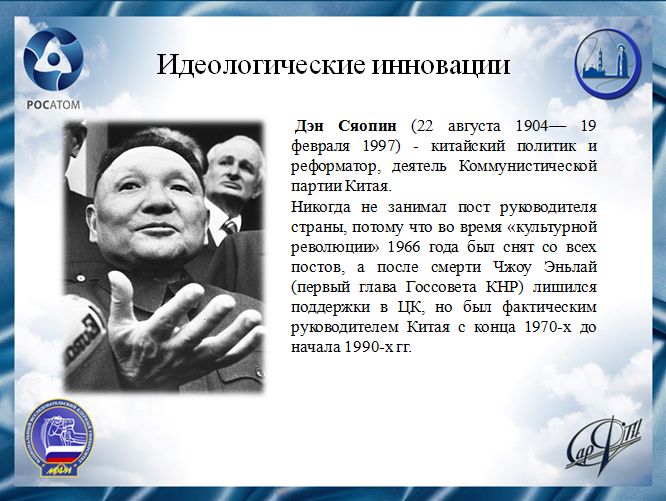 Идеологические инновации
РОСАТОМ
Дэн Сяопин (22 августа 1904— 19
февраля 1997) - китайский политик и
реформатор, деятель Коммунистической
партии Китая.
Никогда не занимал пост руководителя
страны, потому что во время «культурной
революции» 1966 года был снят со всех
постов, а после смерти Чжоу Эньлай
(первый глава Госсовета КНР) лишился
поддержки в ЦК, но был фактическим
руководителем Китая с конца 1970-х до
начала 1990-х гг.
МИФИ
СарФТИ